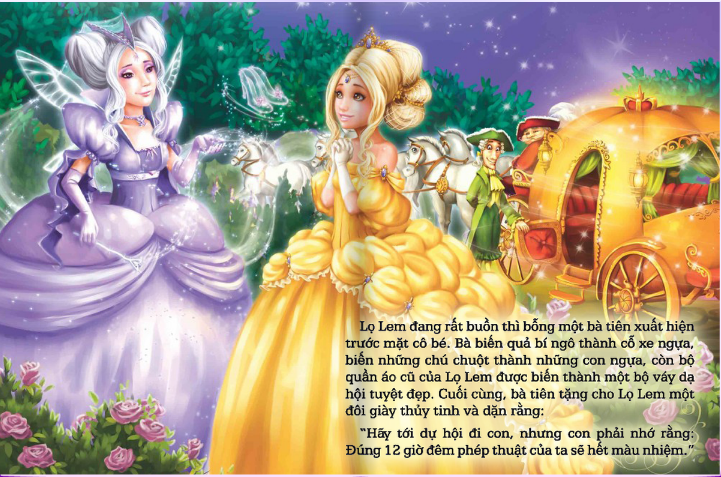 Lọ Lem đang rất buồn thì bỗng một bà tiên xuất hiện
trước mặt cô bé. Bà biến quả bí ngô thành cỗ xe ngựa,
biến những chú chuột thành những con ngựa, còn bộ
quần áo cũ của Lọ Lem được biến thành một bộ váy dạ
hội tuyệt đẹp. Cuối cùng, bà tiên tặng cho Lọ Lem một
đôi giày thủy tinh và dặn rằng:
“Hãy tới dự hội đi con, nhưng con phải nhớ rằng:
Đúng 12 giờ đêm phép thuật của ta sẽ hết màu nhiệm.”